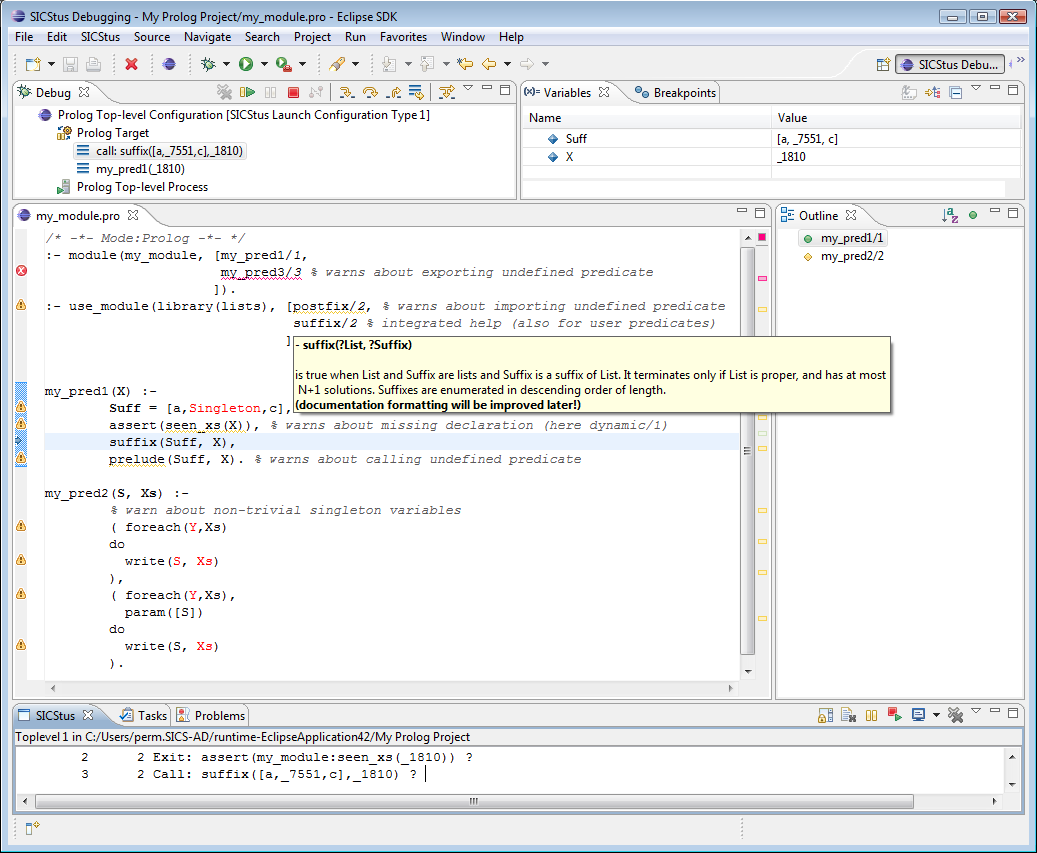 SICStus Debugging - My Prolog Project/my_module.pro - Eclipse SDK
File Edit SICStus Source Navigate Search Project Run Favorites Window Help
SICStus Debu...
Debug
Prolog Top-level Configuration [SICStus Launch Configuration Type 1]
Prolog Target
call: suffix([a,_7551,c],_1810)
my_pred1(_1810)
Prolog Top-level Process
(x)= Variables Breakpoints
Name Value
Suff [a, _7551, c]
X _1810
my_module.pro
/* -*- Mode:Prolog -*- */
:- module(my_module, [my_pred1/1,
my_pred3/3 % warns about exporting undefined predicate
]).
:- use_module(library(lists), [postfix/2, % warns about importing undefined predicate
suffix/2 % integrated help (also for user predicates)
]
- suffix(?List, ?Suffix)
is true when List and Suffix are lists and Suffix is a suffix of List. It terminates only if List is proper, and has at most
N+1 solutions. Suffixes are enumerated in descending order of length.
(documentation formatting will be improved later!)
my_pred1(X) :-
Suff = [a,Singleton,c],
assert(seen_xs(X)), % warns about missing declaration (here dynamic/1)
suffix(Suff, X),
prelude(Suff, X). % warns about calling undefined predicate
my_pred2(S, Xs) :-
% warn about non-trivial singleton variables
( foreach(Y,Xs)
do
write(S, Xs)
),
( foreach(Y,Xs),
param([S])
do
write(S, Xs)
).
Outline
my_pred1/1
my_pred2/2
SICStus Tasks Problems
Toplevel 1 in C:/Users/perm.SICS-AD/runtime-EclipseApplication42/My Prolog Project
2 2 Exit: assert(my_module:seen_xs(_1810)) ?
3 2 Call: suffix([a,_7551,c],_1810) ?